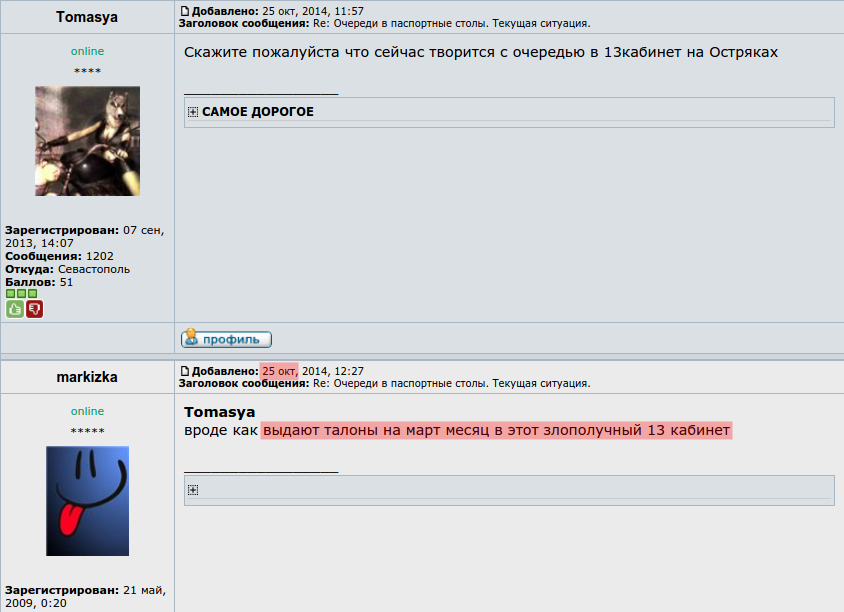 Tomasya
Добавлено: 25 окт, 2014, 11:57
Заголовок сообщения: Re: Очереди в паспортные столы. Текущая ситуация.
online
****
Скажите пожалуйста что сейчас творится с очередью в 13кабинет на Остряках
САМОЕ ДОРОГОЕ
Зарегистрирован: 07 сен,
2013, 14:07
Сообщения: 1202
Откуда: Севастополь
Баллов: 51
профиль
markizka
Добавлено: 25 окт, 2014, 12:27
Заголовок сообщения: Re: Очереди в паспортные столы. Текущая ситуация.
online
*****
Tomasya
вроде как выдают талоны на март месяц в этот злополучный 13 кабинет
Зарегистрирован: 21 май,
2009, 0:20